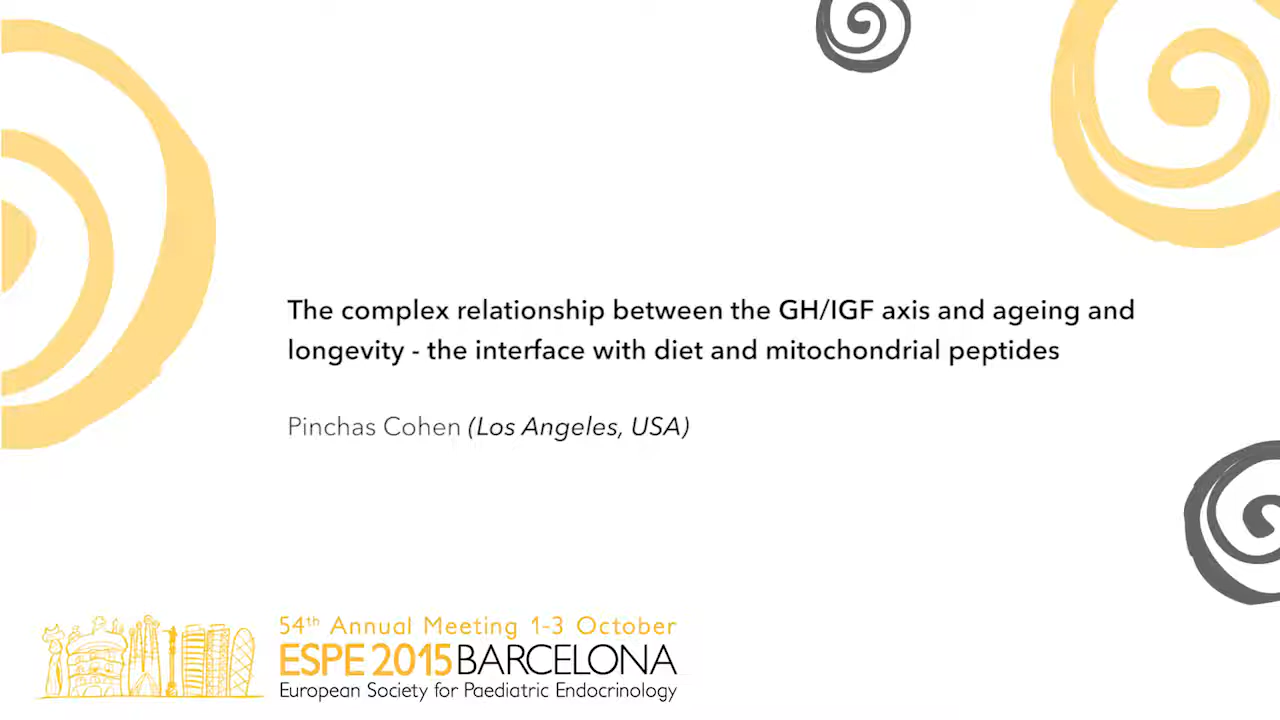 The complex relationship between the GH/IGF axis and ageing and
longevity - the interface with diet and mitochondrial peptides
Pinchas Cohen (Los Angeles, USA)
54th Annual Meeting 1-3 October
ESPE 2015 BARCELONA
European Society for Paediatric Endocrinology